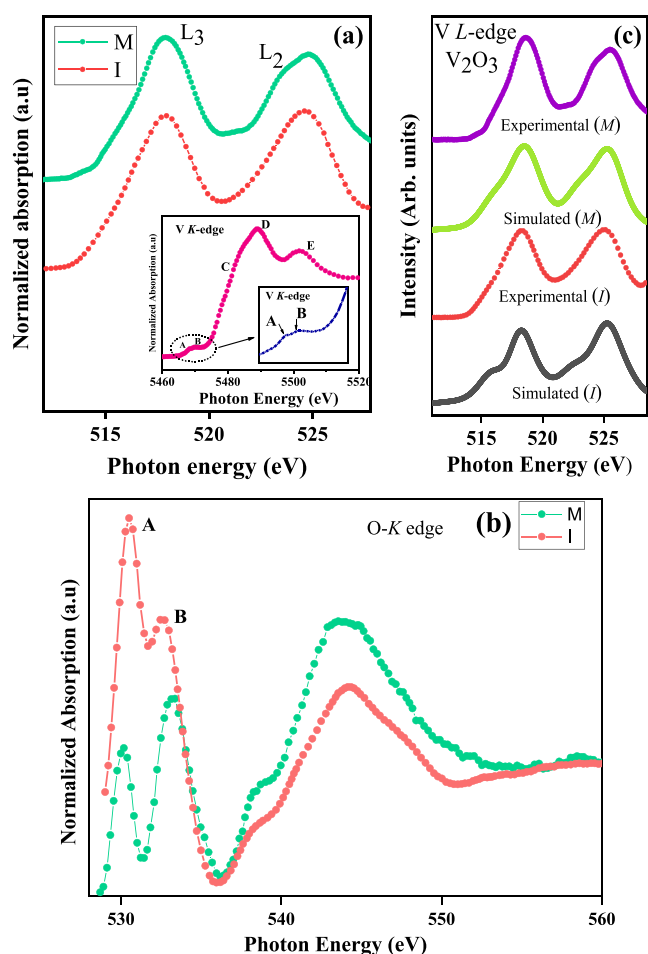 (a)
M
I
L3
L2
Normalized absorption (a.u)
V K-edge
D
E
C
A
B
Normalized Absorption (a.u)
V K-edge
A
B
5460
5480
5500
5520
Photon Energy (eV)
515
520
525
Photon energy (eV)
(c)
V L-edge
V2O3
Experimental (M)
Simulated (M)
Experimental (I)
Simulated (I)
Intensity (Arb. units)
515
520
525
Photon Energy (eV)
(b)
O-K edge
M
I
A
B
Normalized Absorption (a.u)
530
540
550
560
Photon Energy (eV)